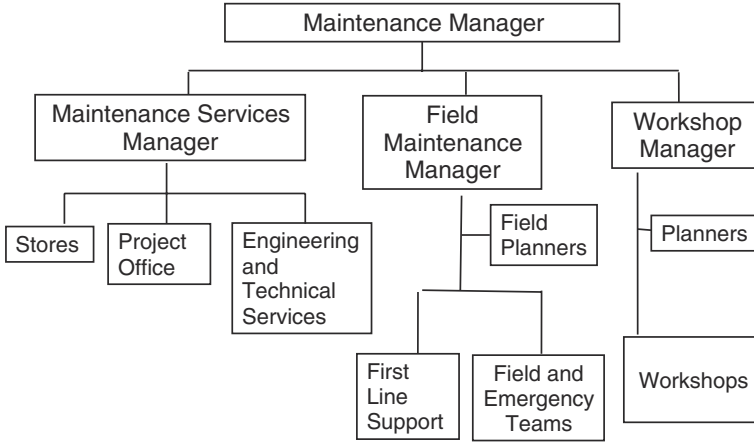 Maintenance Manager
Maintenance Services
Manager
Field
Maintenance
Manager
Workshop
Manager
Stores
Project
Office
Engineering
and
Technical
Services
Field
Planners
Planners
First
Line
Support
Field and
Emergency
Teams
Workshops